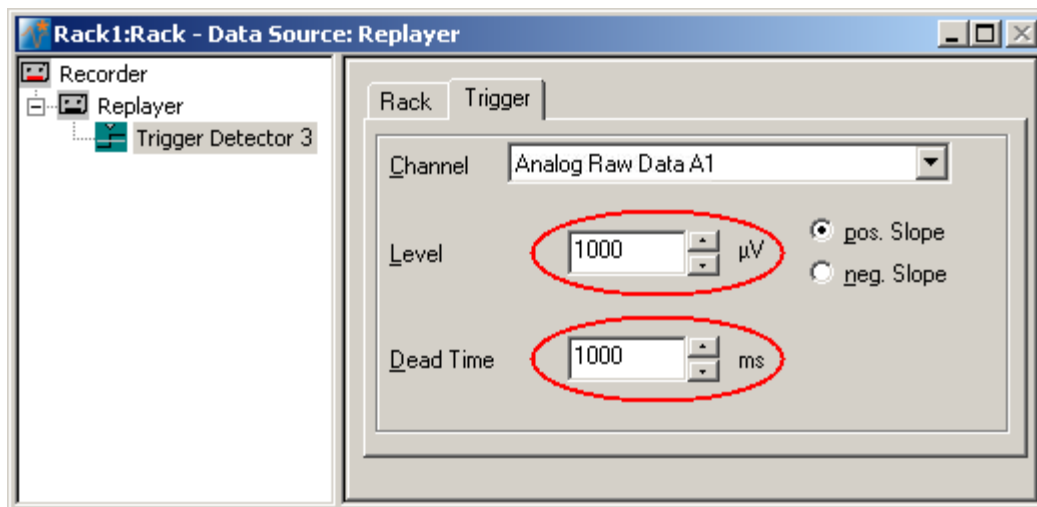 Rack1:Rack - Data Source: Replayer
Recorder
Replayer
Trigger Detector 3
Rack Trigger
Channel Analog Raw Data A1
Level 1000 µV
pos. Slope
neg. Slope
Dead Time 1000 ms